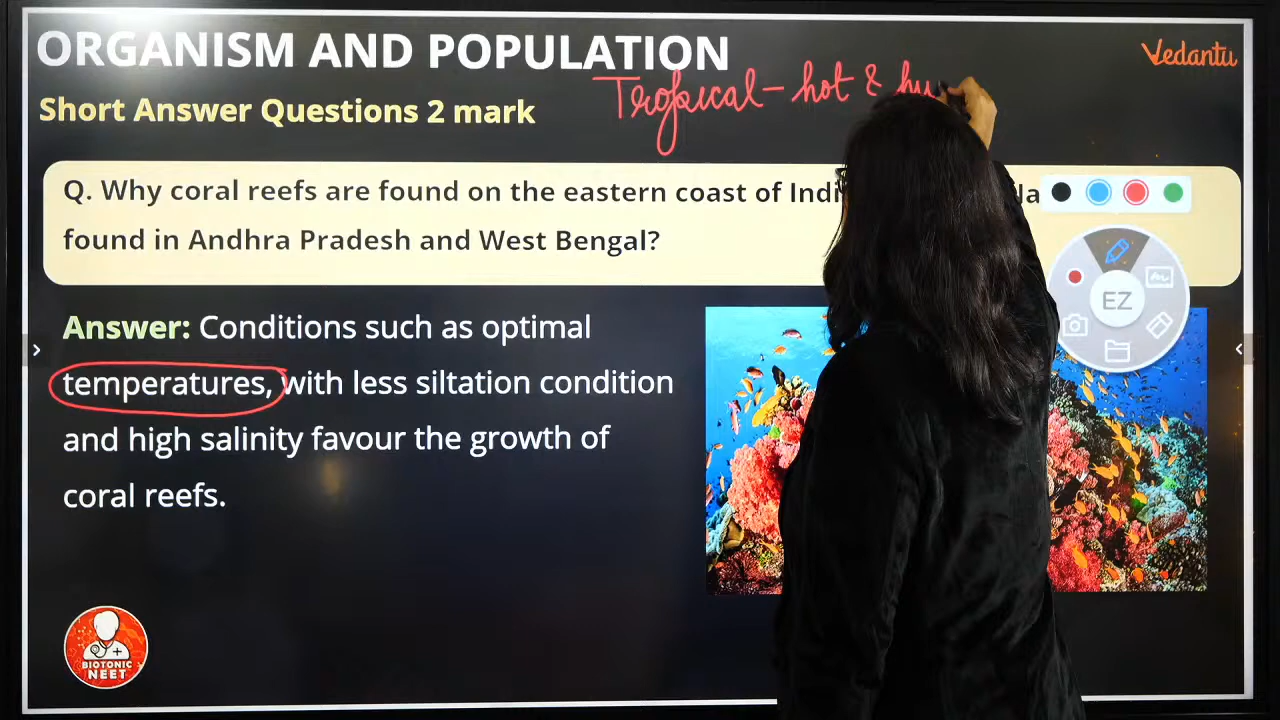 ORGANISM AND POPULATION
Vedantu
Tropical - hot & hu
Short Answer Questions 2 mark
Q. Why coral reefs are found on the eastern coast of Indi
found in Andhra Pradesh and West Bengal?
Answer: Conditions such as optimal
temperatures, with less siltation condition
and high salinity favour the growth of
coral reefs.
EZ
BIOTONIC
NEET